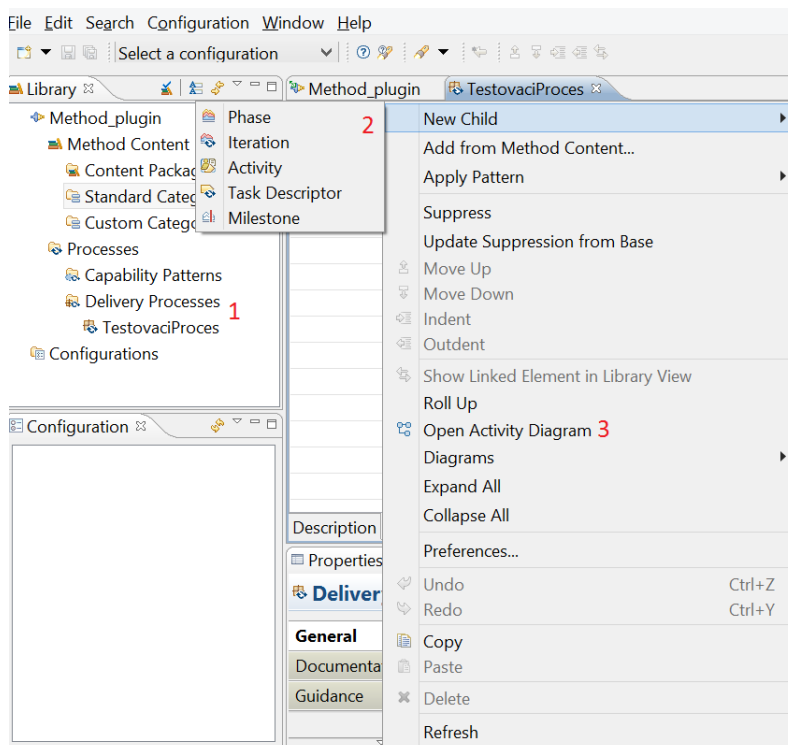 File Edit Search Configuration Window Help
Select a configuration
Library
Method_plugin
Method Content
Content Packag
Standard Categ
Custom Catego
Processes
Capability Patterns
Delivery Processes
1
TestovaciProces
Configurations
Configuration
Phase
2
Iteration
Activity
Task Descriptor
Milestone
Method_plugin TestovaciProces
New Child
Add from Method Content...
Apply Pattern
Suppress
Update Suppression from Base
Move Up
Move Down
Indent
Outdent
Show Linked Element in Library View
Roll Up
Open Activity Diagram 3
Diagrams
Expand All
Collapse All
Preferences...
Undo Ctrl+Z
Redo Ctrl+Y
Copy
Paste
Delete
Refresh
Description
Properties
Deliver
General
Documenta
Guidance